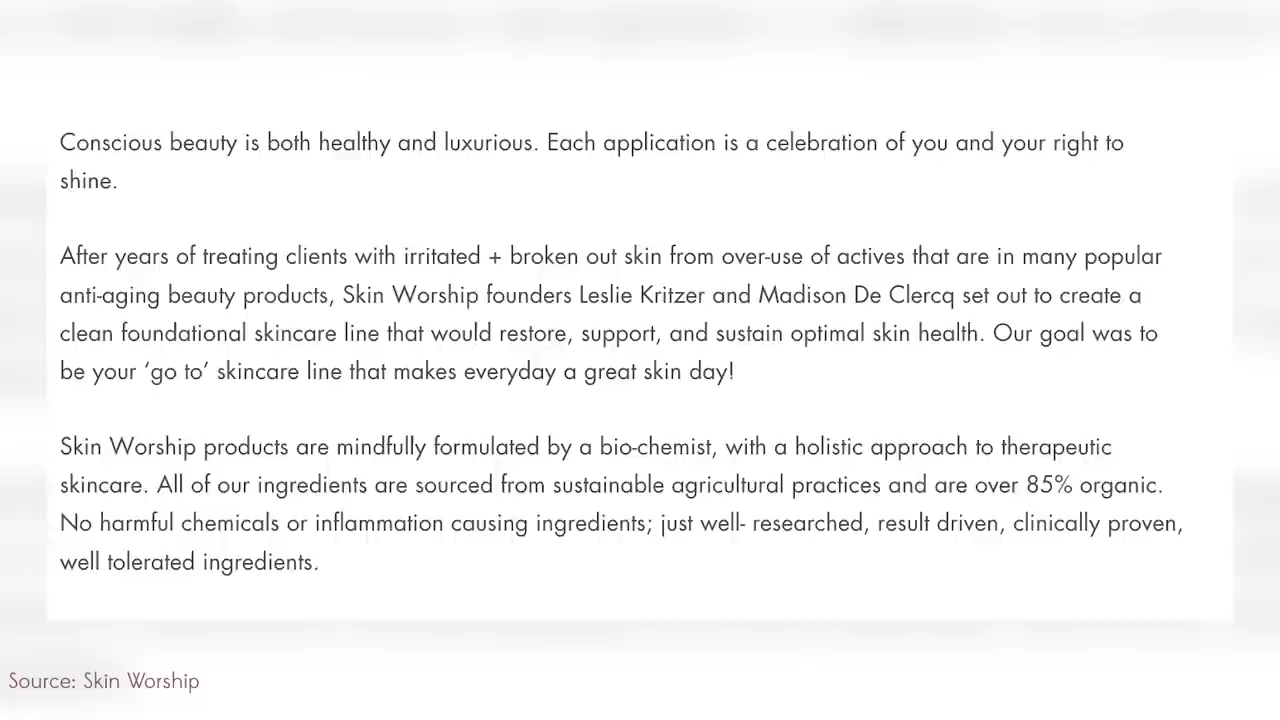 Conscious beauty is both healthy and luxurious. Each application is a celebration of you and your right to
shine.
After years of treating clients with irritated + broken out skin from over-use of actives that are in many popular
anti-aging beauty products, Skin Worship founders Leslie Kritzer and Madison De Clercq set out to create a
clean foundational skincare line that would restore, support, and sustain optimal skin health. Our goal was to
be your ‘go to’ skincare line that makes everyday a great skin day!
Skin Worship products are mindfully formulated by a bio-chemist, with a holistic approach to therapeutic
skincare. All of our ingredients are sourced from sustainable agricultural practices and are over 85% organic.
No harmful chemicals or inflammation causing ingredients; just well- researched, result driven, clinically proven,
well tolerated ingredients.
Source: Skin Worship